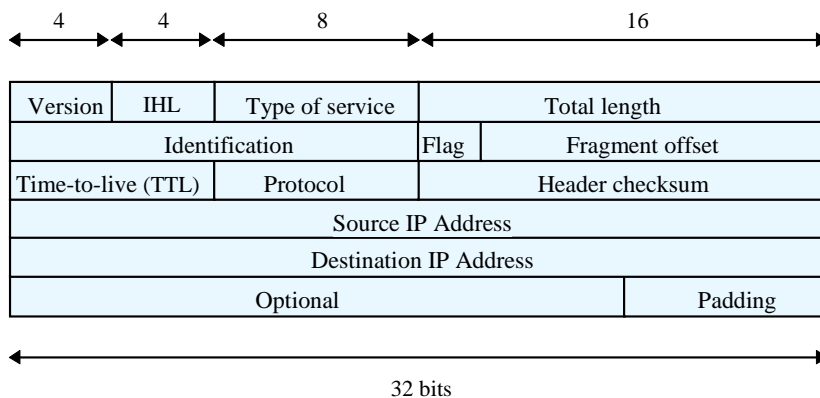 4 4 8 16
Version IHL Type of service Total length
Identification Flag Fragment offset
Time-to-live (TTL) Protocol Header checksum
Source IP Address
Destination IP Address
Optional Padding
32 bits